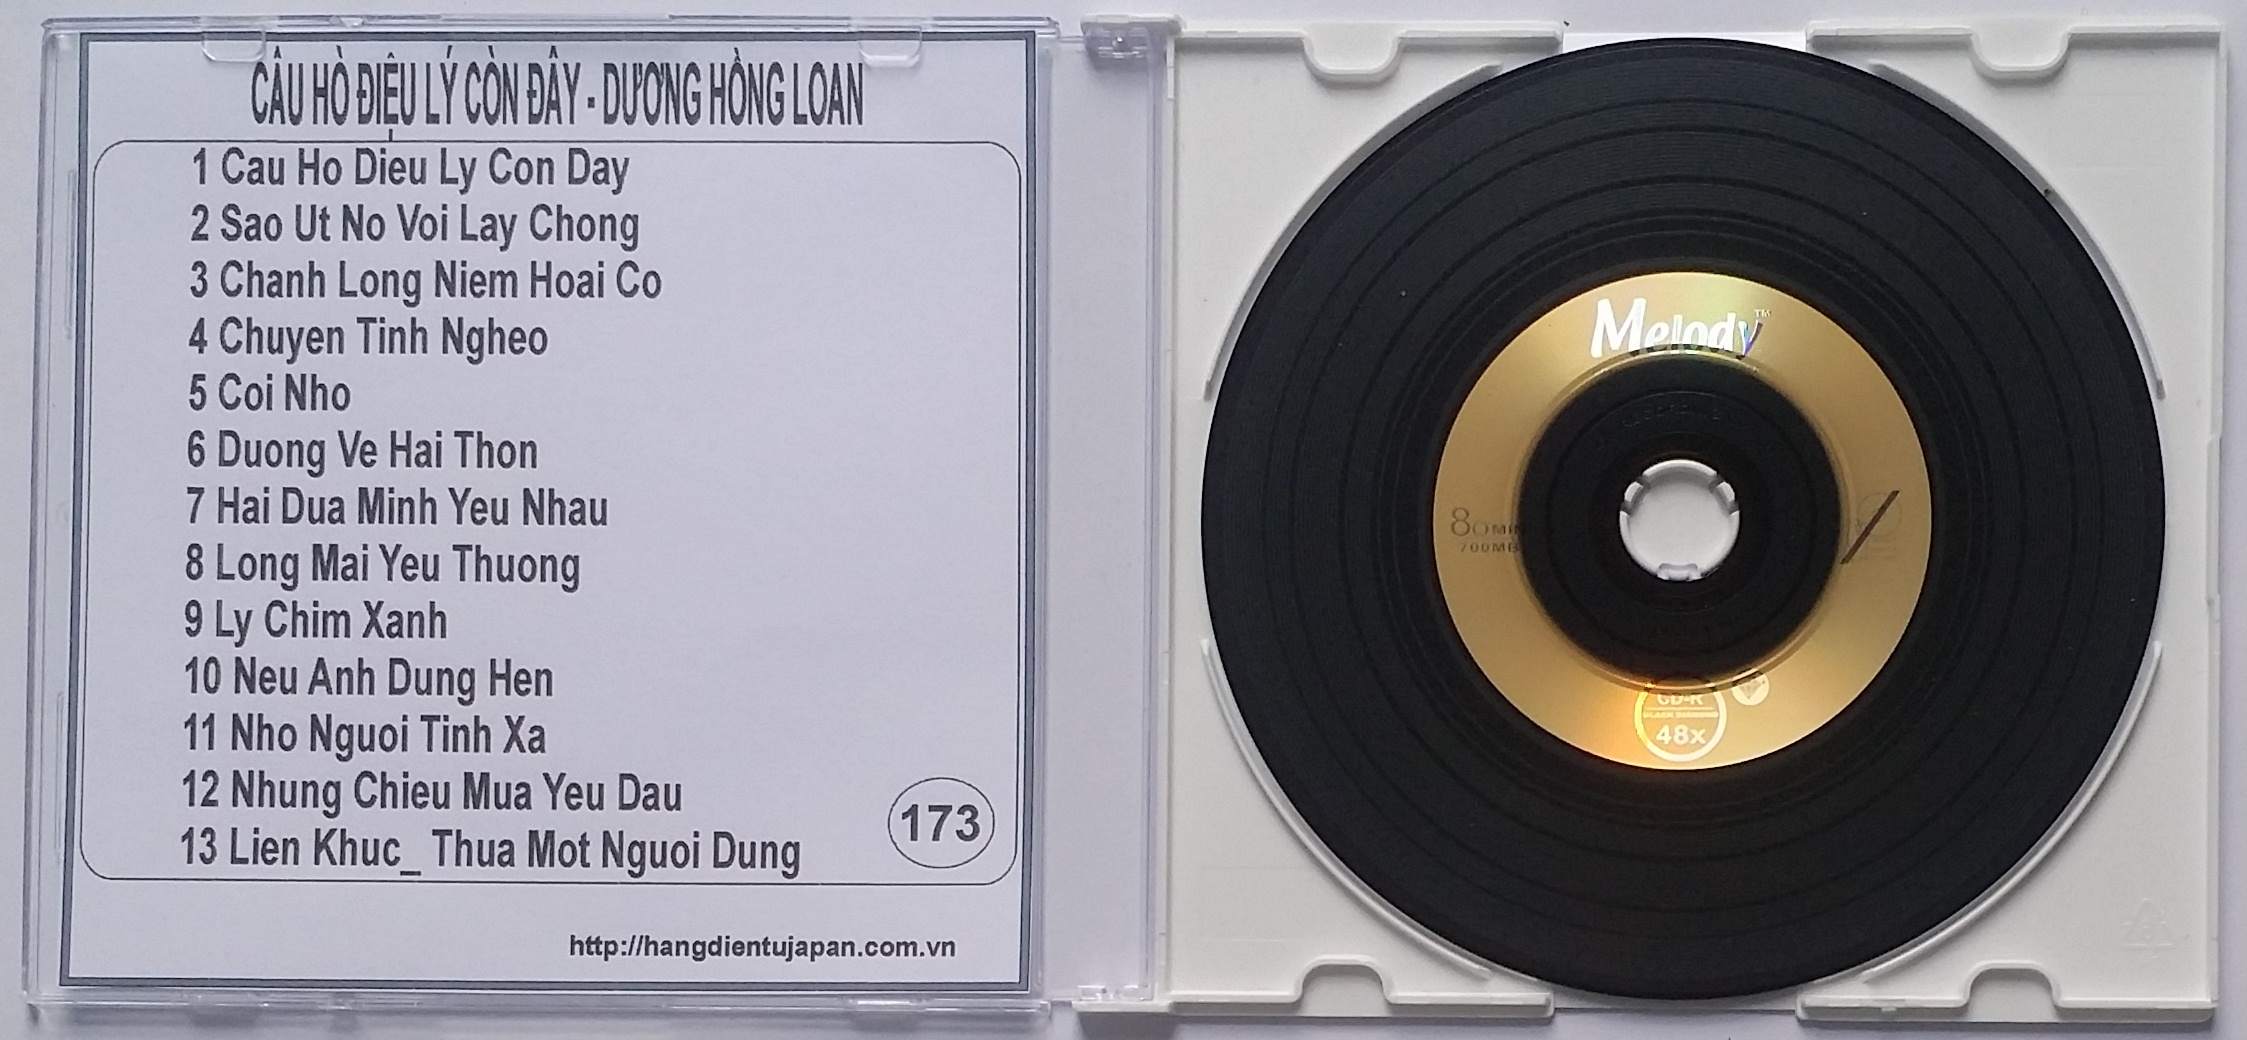 CÂU HÒ ĐIỆU LÝ CÒN ĐÂY - DƯƠNG HỒNG LOAN
1 Cau Ho Dieu Ly Con Day
2 Sao Ut No Voi Lay Chong
3 Chanh Long Niem Hoai Co
4 Chuyen Tinh Ngheo
5 Coi Nho
6 Duong Ve Hai Thon
7 Hai Dua Minh Yeu Nhau
8 Long Mai Yeu Thuong
9 Ly Chim Xanh
10 Neu Anh Dung Hen
11 Nho Nguoi Tinh Xa
12 Nhung Chieu Mua Yeu Dau
13 Lien Khuc_ Thua Mot Nguoi Dung
173
http://hangdientujapan.com.vn
Melody™
80 MIN
700MB
CD-R
48x